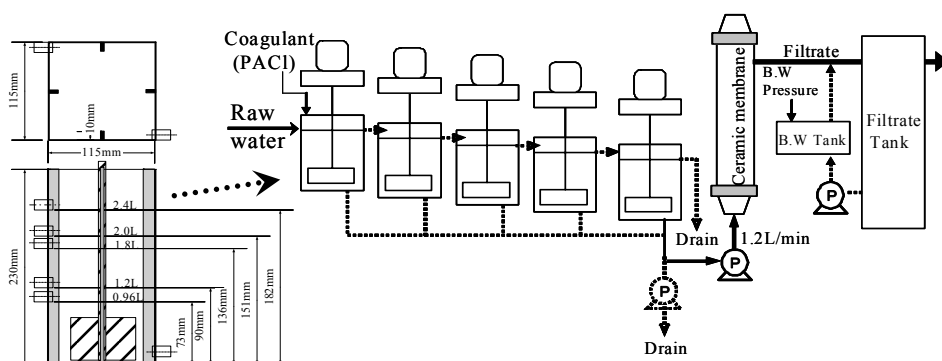 115mm
10mm
115mm
230mm
2.4L
2.0L
1.8L
1.2L
0.96L
73mm
90mm
136mm
151mm
182mm
Coagulant
(PACl)
Raw
water
Drain
P
Drain
P
1.2L/min
Ceramic membrane
Filtrate
B.W
Pressure
B.W Tank
P
Filtrate
Tank